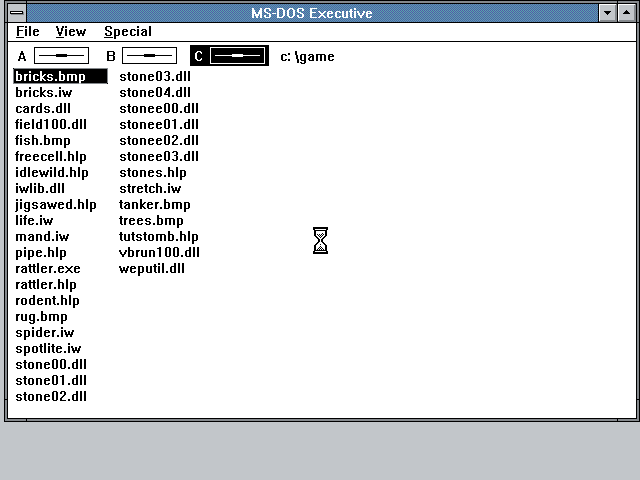 MS-DOS Executive
File View Special
A B C c: \game
bricks.bmp stone03.dll
bricks.iw stone04.dll
cards.dll stonee00.dll
field100.dll stonee01.dll
fish.bmp stonee02.dll
freecell.hlp stonee03.dll
idlewild.hlp stones.hlp
iwlib.dll stretch.iw
jigsawed.hlp tanker.bmp
life.iw trees.bmp
mand.iw tutstomb.hlp
pipe.hlp vbrun100.dll
rattler.exe weputil.dll
rattler.hlp
rodent.hlp
rug.bmp
spider.iw
spotlite.iw
stone00.dll
stone01.dll
stone02.dll